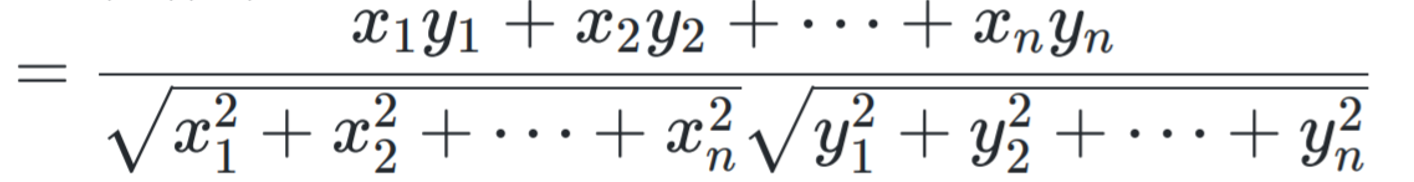 = \frac{x_1y_1 + x_2y_2 + \cdots + x_ny_n}{\sqrt{x_1^2 + x_2^2 + \cdots + x_n^2}\sqrt{y_1^2 + y_2^2 + \cdots + y_n^2}}